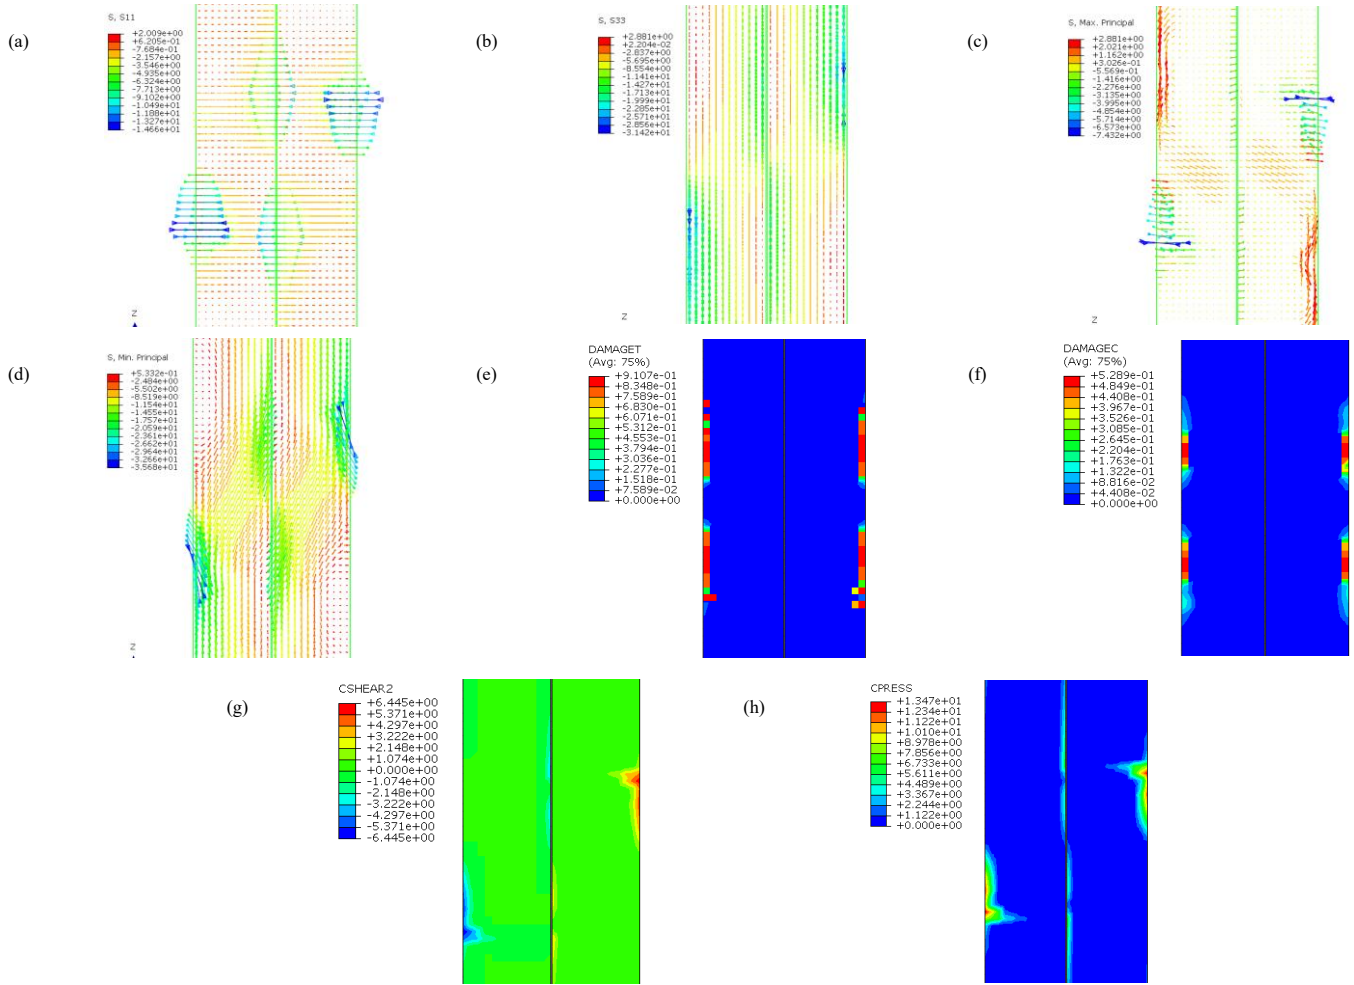 (a)
S, S11
+2.009e+00
+6.205e-01
-7.684e-01
-2.157e+00
-3.546e+00
-4.935e+00
-6.324e+00
-7.713e+00
-9.102e+00
-1.049e+01
-1.188e+01
-1.327e+01
-1.466e+01
Z
(b)
S, S33
+2.881e+00
+2.204e-02
-2.837e+00
-5.695e+00
-8.554e+00
-1.141e+01
-1.427e+01
-1.713e+01
-1.999e+01
-2.285e+01
-2.571e+01
-2.856e+01
-3.142e+01
Z
(c)
S, Max. Principal
+2.881e+00
+2.021e+00
+1.162e+00
+3.026e-01
-5.569e-01
-1.416e+00
-2.276e+00
-3.135e+00
-3.995e+00
-4.854e+00
-5.714e+00
-6.573e+00
-7.432e+00
Z
(d)
S, Min. Principal
+5.332e-01
-2.484e+00
-5.502e+00
-8.519e+00
-1.154e+01
-1.455e+01
-1.757e+01
-2.059e+01
-2.361e+01
-2.662e+01
-2.964e+01
-3.266e+01
-3.568e+01
Z
(e)
DAMAGET
(Avg: 75%)
+9.107e-01
+8.348e-01
+7.589e-01
+6.830e-01
+6.071e-01
+5.312e-01
+4.553e-01
+3.794e-01
+3.036e-01
+2.277e-01
+1.518e-01
+7.589e-02
+0.000e+00
(f)
DAMAGEC
(Avg: 75%)
+5.289e-01
+4.849e-01
+4.408e-01
+3.967e-01
+3.526e-01
+3.085e-01
+2.645e-01
+2.204e-01
+1.763e-01
+1.322e-01
+8.816e-02
+4.408e-02
+0.000e+00
(g)
CSHEAR2
+6.445e+00
+5.371e+00
+4.297e+00
+3.222e+00
+2.148e+00
+1.074e+00
+0.000e+00
-1.074e+00
-2.148e+00
-3.222e+00
-4.297e+00
-5.371e+00
-6.445e+00
(h)
CPRESS
+1.347e+01
+1.234e+01
+1.122e+01
+1.010e+01
+8.978e+00
+7.856e+00
+6.733e+00
+5.611e+00
+4.489e+00
+3.367e+00
+2.244e+00
+1.122e+00
+0.000e+00